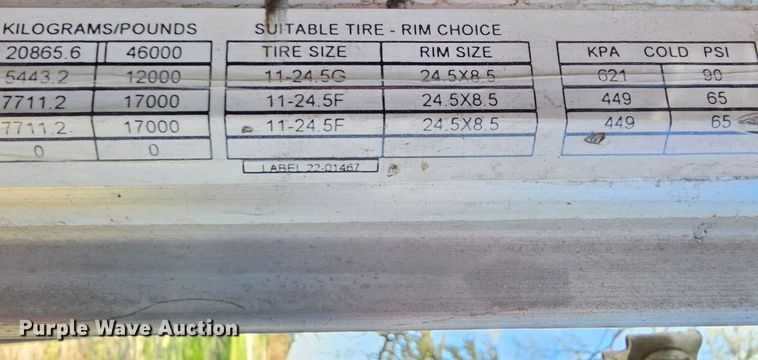 KILOGRAMS/POUNDS SUITABLE TIRE - RIM CHOICE
20865.6 46000 TIRE SIZE RIM SIZE KPA COLD PSI
5443.2 12000 11-24.5G 24.5X8.5 621 90
7711.2 17000 11-24.5F 24.5X8.5 449 65
7711.2 17000 11-24.5F 24.5X8.5 449 65
0 0
LABEL 22-01467
Purple Wave Auction